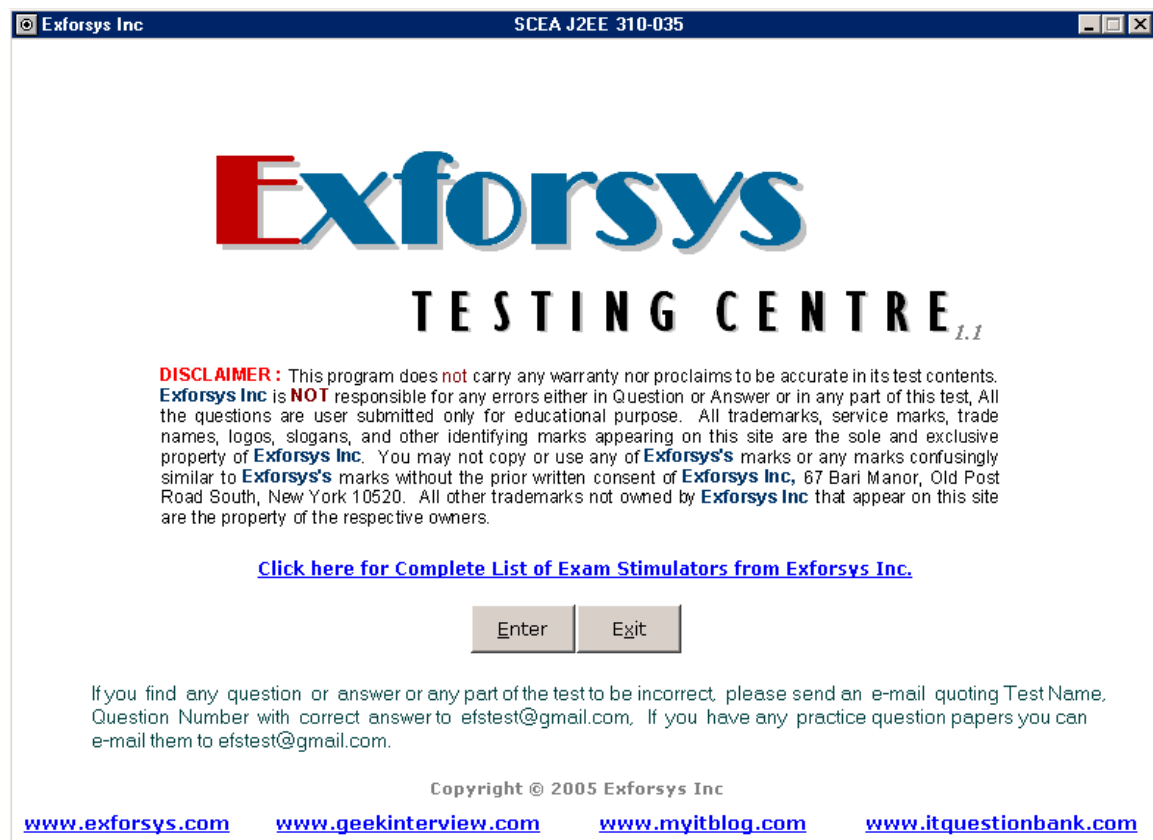 Exforsys Inc SCEA J2EE 310-035
Exforsys
TESTING CENTRE 1.1
DISCLAIMER : This program does not carry any warranty nor proclaims to be accurate in its test contents.
Exforsys Inc is NOT responsible for any errors either in Question or Answer or in any part of this test, All
the questions are user submitted only for educational purpose. All trademarks, service marks, trade
names, logos, slogans, and other identifying marks appearing on this site are the sole and exclusive
property of Exforsys Inc. You may not copy or use any of Exforsys's marks or any marks confusingly
similar to Exforsys's marks without the prior written consent of Exforsys Inc, 67 Bari Manor, Old Post
Road South, New York 10520. All other trademarks not owned by Exforsys Inc that appear on this site
are the property of the respective owners.
Click here for Complete List of Exam Stimulators from Exforsys Inc.
Enter Exit
If you find any question or answer or any part of the test to be incorrect, please send an e-mail quoting Test Name,
Question Number with correct answer to efstest@gmail.com, If you have any practice question papers you can
e-mail them to efstest@gmail.com.
Copyright © 2005 Exforsys Inc
www.exforsys.com www.geekinterview.com www.myitblog.com www.itquestionbank.com